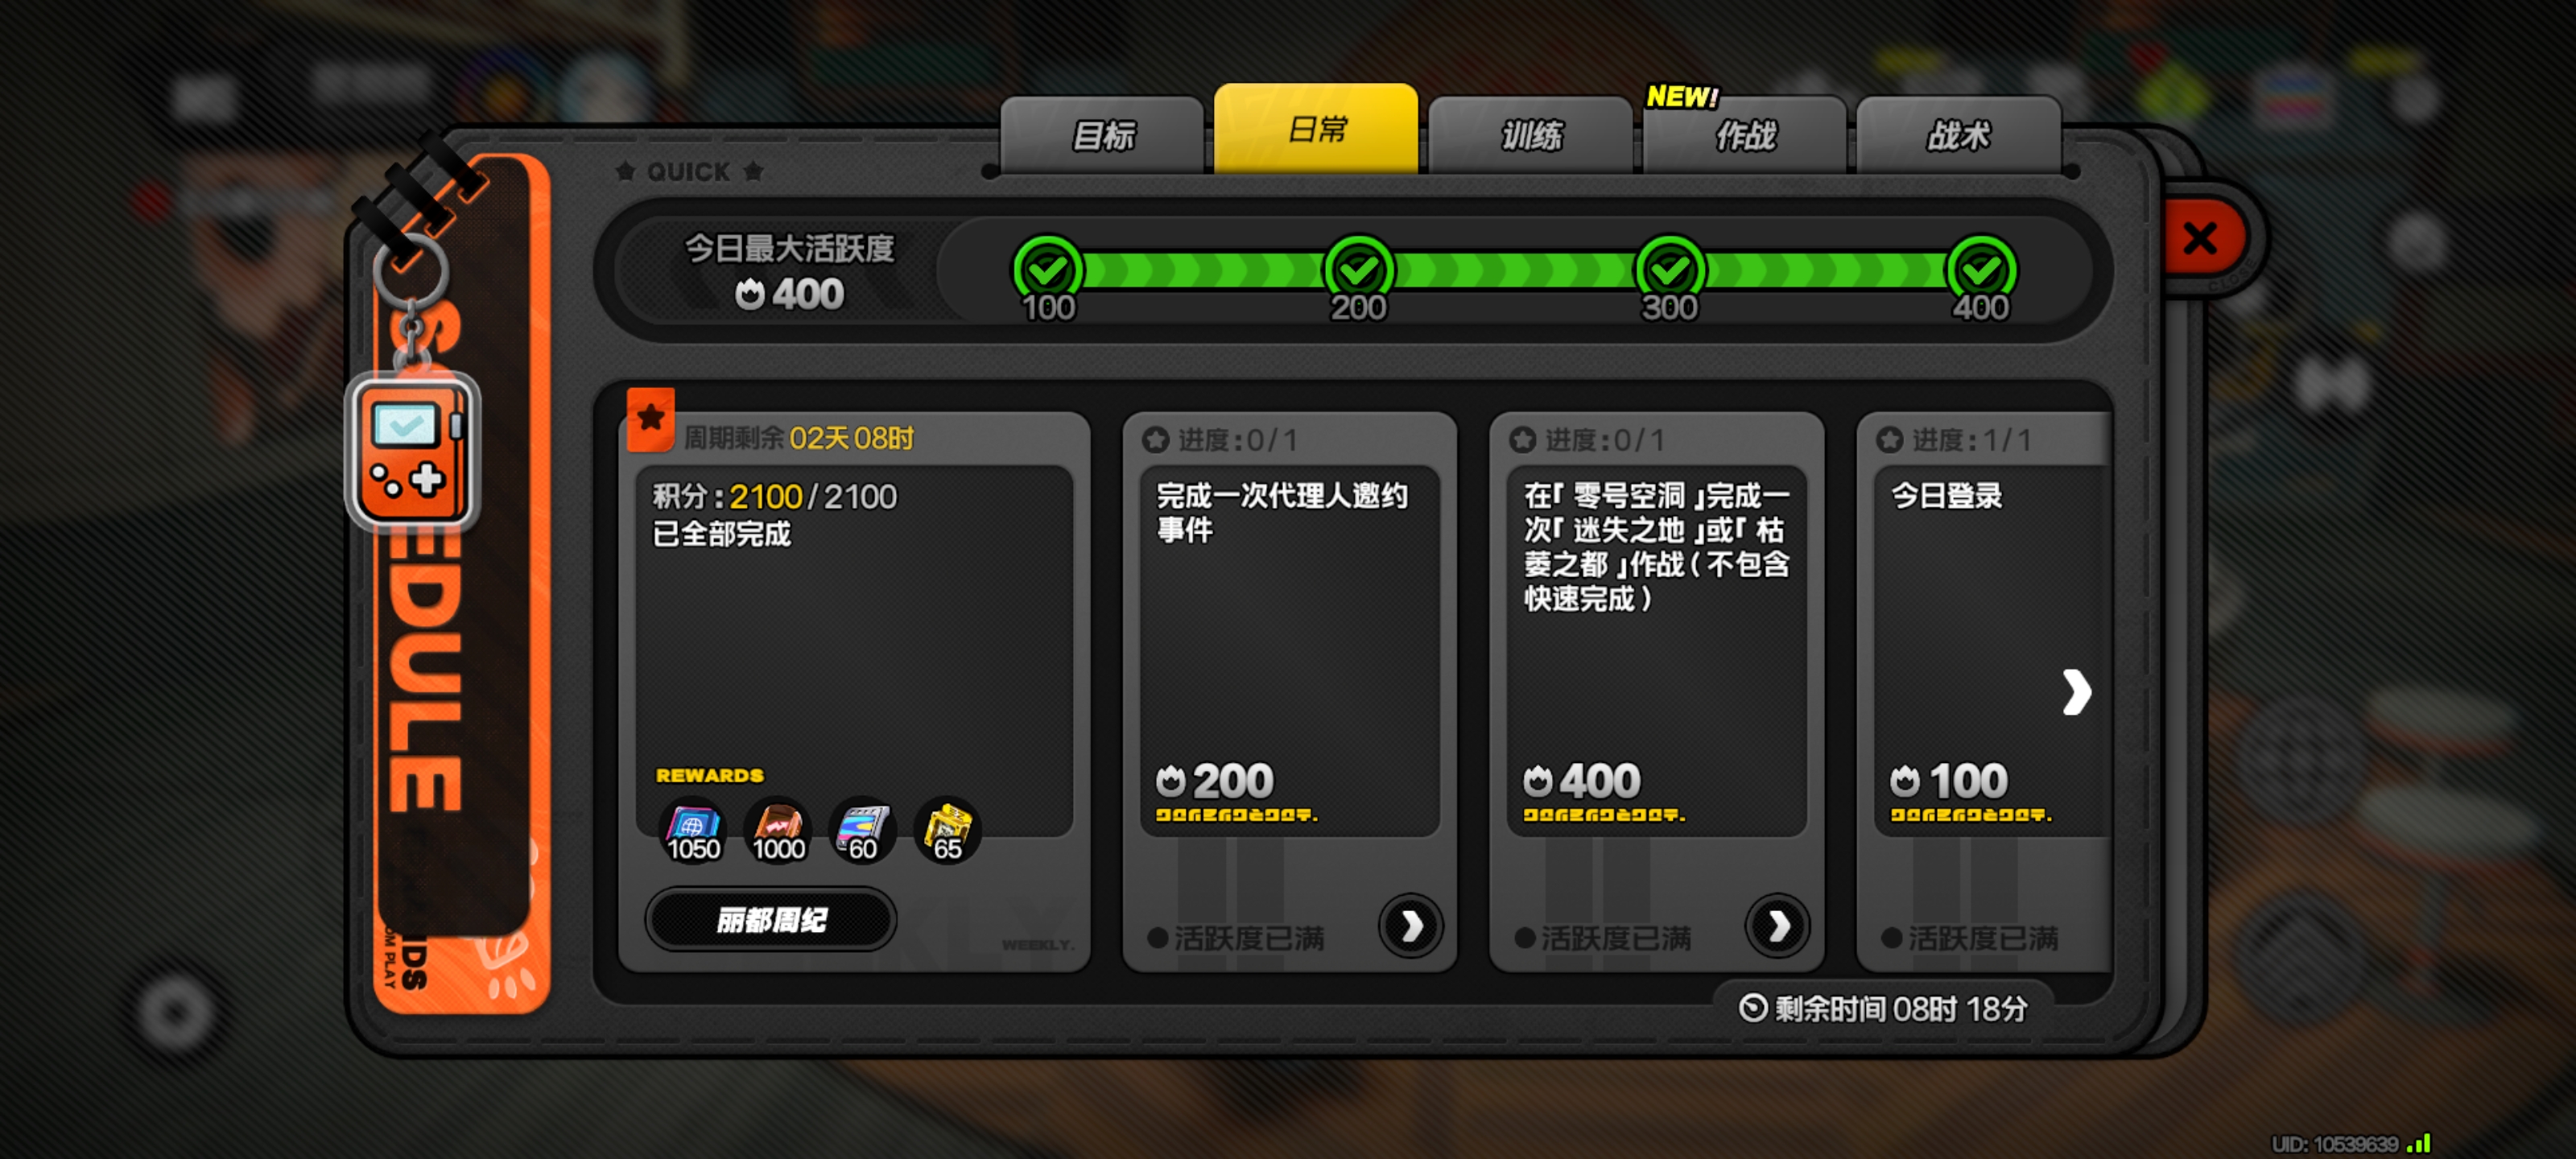 目标
日常
训练
NEW!
作战
战术
QUICK
今日最大活跃度
400
100
200
300
400
周期剩余 02天 08时
积分:2100/2100
已全部完成
REWARDS
1050
1000
60
65
丽都周纪
WEEKLY.
进度:0/1
完成一次代理人邀约
事件
200
活跃度已满
进度:0/1
在「零号空洞」完成一
次「迷失之地」或「枯
萎之都」作战(不包含
快速完成)
400
活跃度已满
进度:1/1
今日登录
100
活跃度已满
剩余时间 08时 18分
EDULE
UID: 10539639